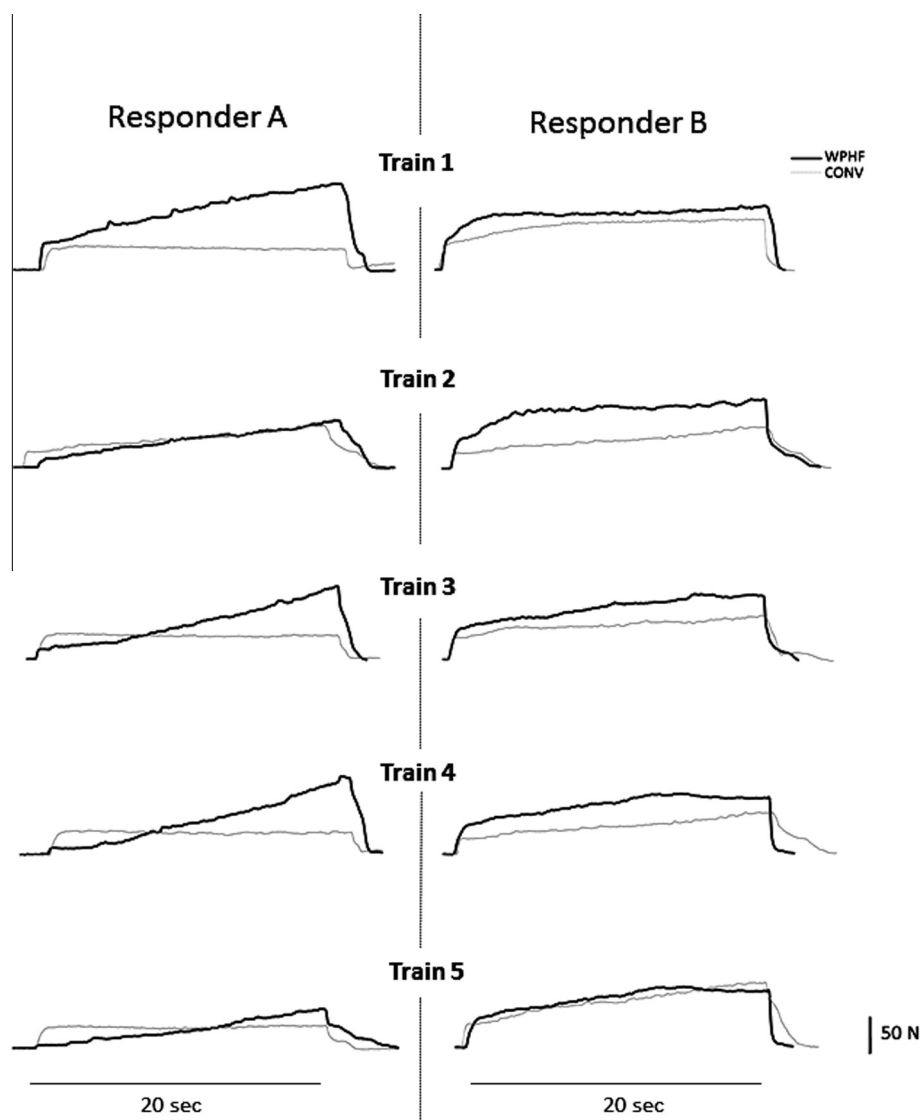 Responder A
Responder B
Train 1
WPHF
CONV
Train 2
Train 3
Train 4
Train 5
50 N
20 sec
20 sec